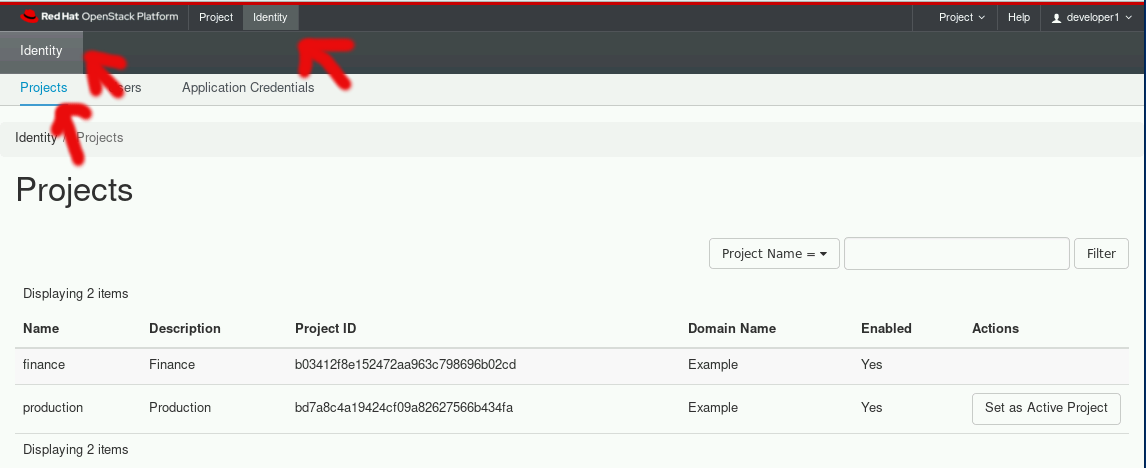 Red Hat OpenStack Platform Project Identity Project Help developer1
Identity
Projects sers Application Credentials
Identity / Projects
Projects
Project Name = Filter
Displaying 2 items
Name Description Project ID Domain Name Enabled Actions
finance Finance b03412f8e152472aa963c798696b02cd Example Yes
production Production bd7a8c4a19424cf09a82627566b434fa Example Yes Set as Active Project
Displaying 2 items